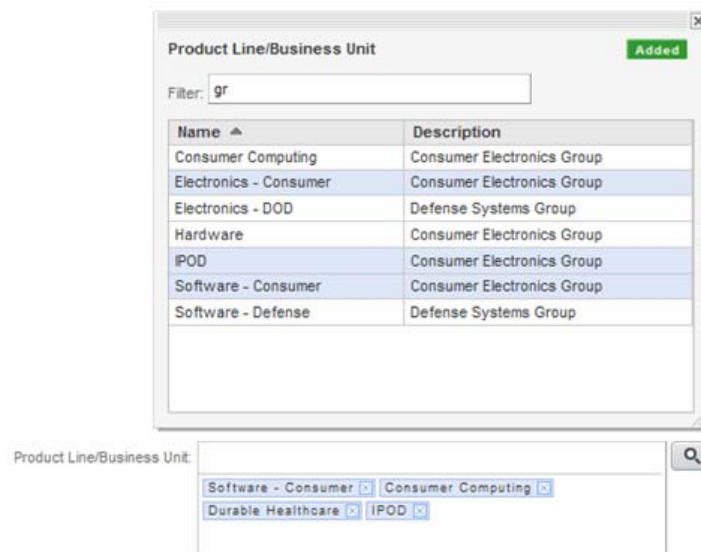 Product Line/Business Unit Added
Filter: gr
Name Description
Consumer Computing Consumer Electronics Group
Electronics - Consumer Consumer Electronics Group
Electronics - DOD Defense Systems Group
Hardware Consumer Electronics Group
IPOD Consumer Electronics Group
Software - Consumer Consumer Electronics Group
Software - Defense Defense Systems Group
Product Line/Business Unit:
Software - Consumer Consumer Computing
Durable Healthcare IPOD